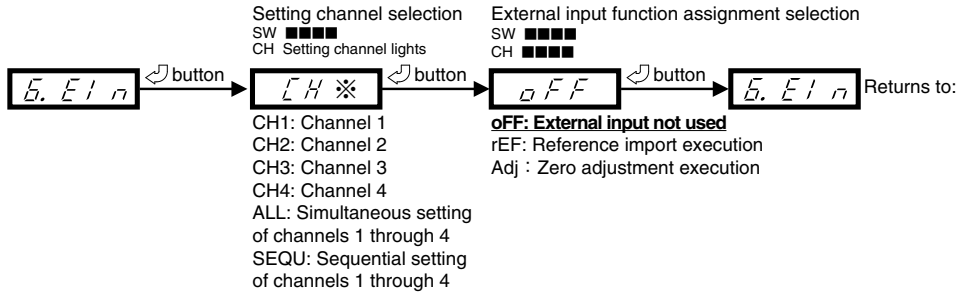 Setting channel selection
SW ■■■■
CH Setting channel lights
External input function assignment selection
SW ■■■■
CH ■■■■
6. EIn
button
CH ※
button
oFF
button
6. EIn
Returns to:
CH1: Channel 1
CH2: Channel 2
CH3: Channel 3
CH4: Channel 4
ALL: Simultaneous setting
of channels 1 through 4
SEQU: Sequential setting
of channels 1 through 4
oFF: External input not used
rEF: Reference import execution
Adj：Zero adjustment execution